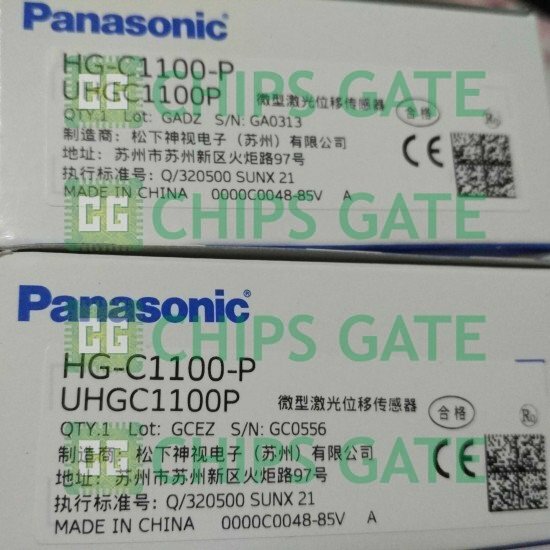 Panasonic
HG-C1100-P
UHGC1100P 微型激光位移传感器 合格
QTY.1 Lot: GADZ S/N: GA0313
制造商: 松下神视电子 (苏州) 有限公司
地址: 苏州市苏州新区火炬路97号
执行标准号: Q/320500 SUNX 21
MADE IN CHINA 0000C0048-85V A
CE
CG CHIPS GATE
CG CHIPS GATE
Panasonic®
CG CHIPS GATE
HG-C1100-P
UHGC1100P 微型激光位移传感器 合格
QTY.1 Lot: GCEZ S/N: GC0556
制造商: 松下神视电子 (苏州) 有限公司
地址: 苏州市苏州新区火炬路97号
执行标准号: Q/320500 SUNX 21
MADE IN CHINA 0000C0048-85V A
CE
CG CHIPS GATE